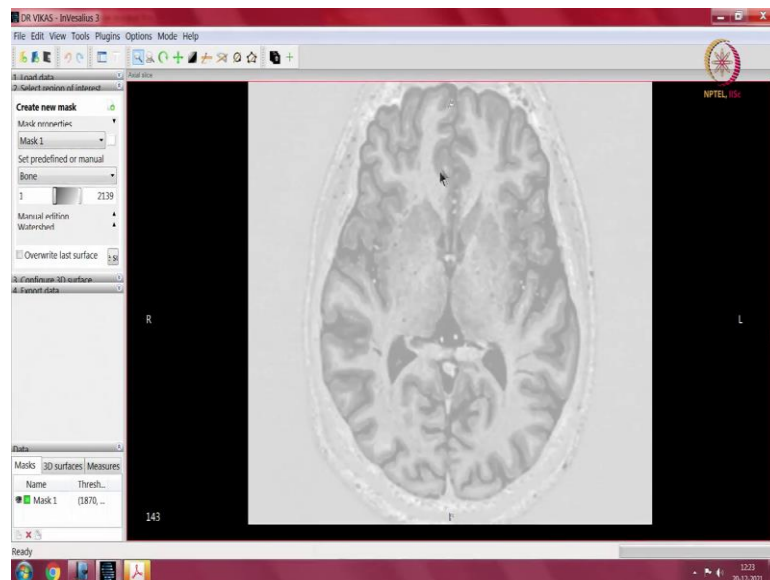 DR VIKAS - InVesalius 3
File Edit View Tools Plugins Options Mode Help
NPTEL, IISc
1. Load data
Axial slice
2. Select region of interest
Create new mask
Mask properties
Mask 1
Set predefined or manual
Bone
1 2139
Manual edition
Watershed
Overwrite last surface
3. Configure 3D surface
4. Export data
R
L
Data
Masks 3D surfaces Measures
Name Thresh...
Mask 1 (1870, ...
143
Ready
12:23
20-12-2021